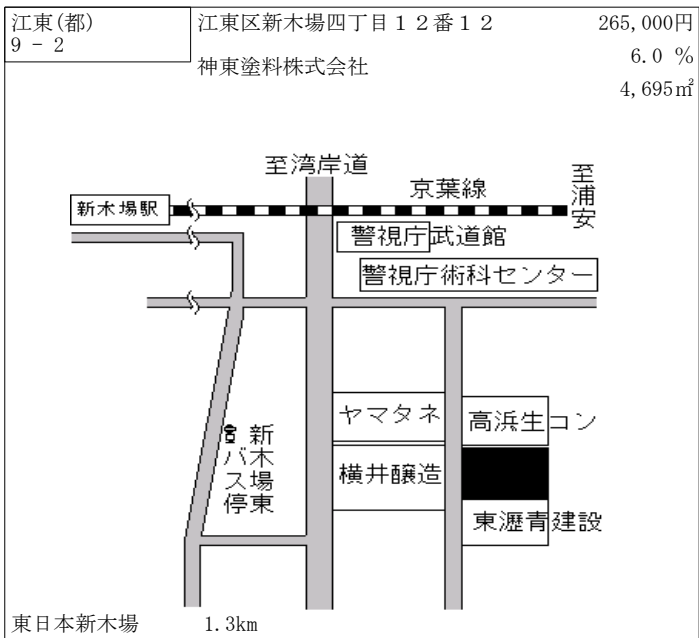 江東(都)
9 - 2
江東区新木場四丁目１２番１２
神東塗料株式会社
265,000円
6.0 %
4,695㎡
至湾岸道
京葉線
至浦安
新木場駅
警視庁武道館
警視庁術科センター
ヤマタネ
高浜生コン
新木場東
バス停
横井醸造
東瀝青建設
東日本新木場 1.3km